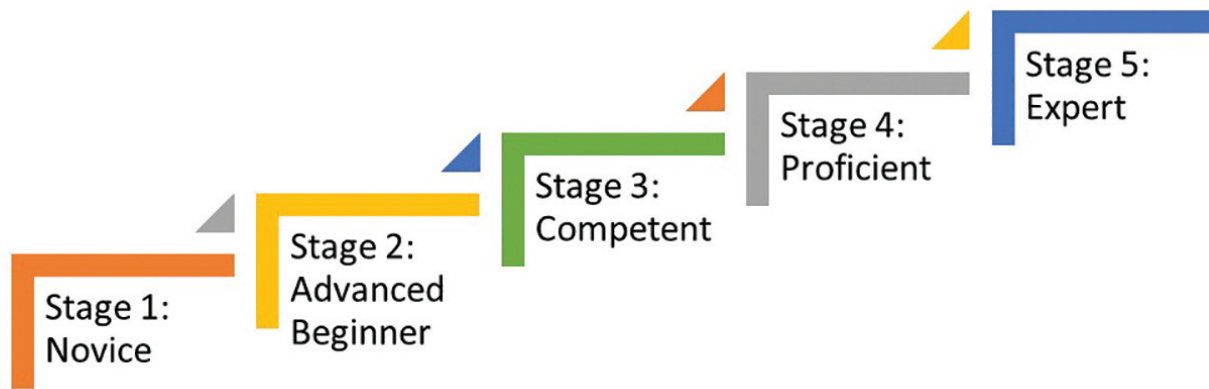 Stage 1:
Novice
Stage 2:
Advanced
Beginner
Stage 3:
Competent
Stage 4:
Proficient
Stage 5:
Expert